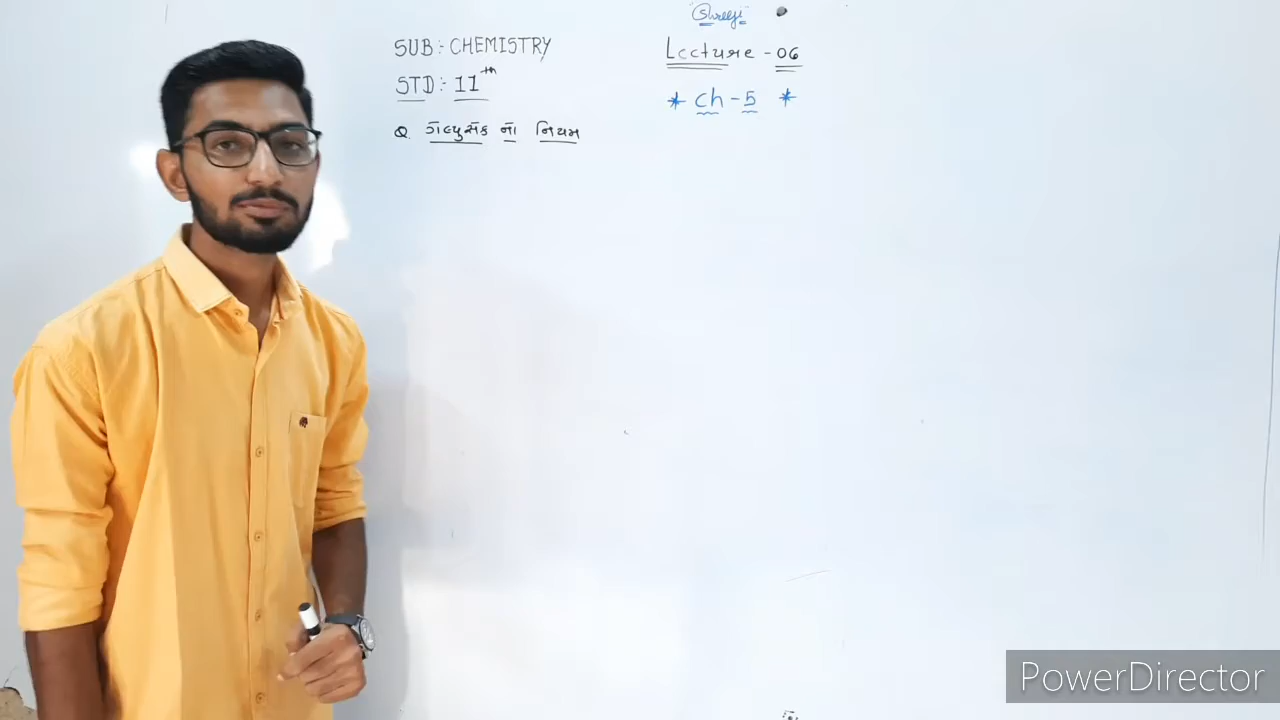 Shreeji
SUB:- CHEMISTRY
Lecture - 06
STD:- 11th
* Ch - 5 *
Q. ગેલ્યુસેક નો નિયમ
PowerDirector